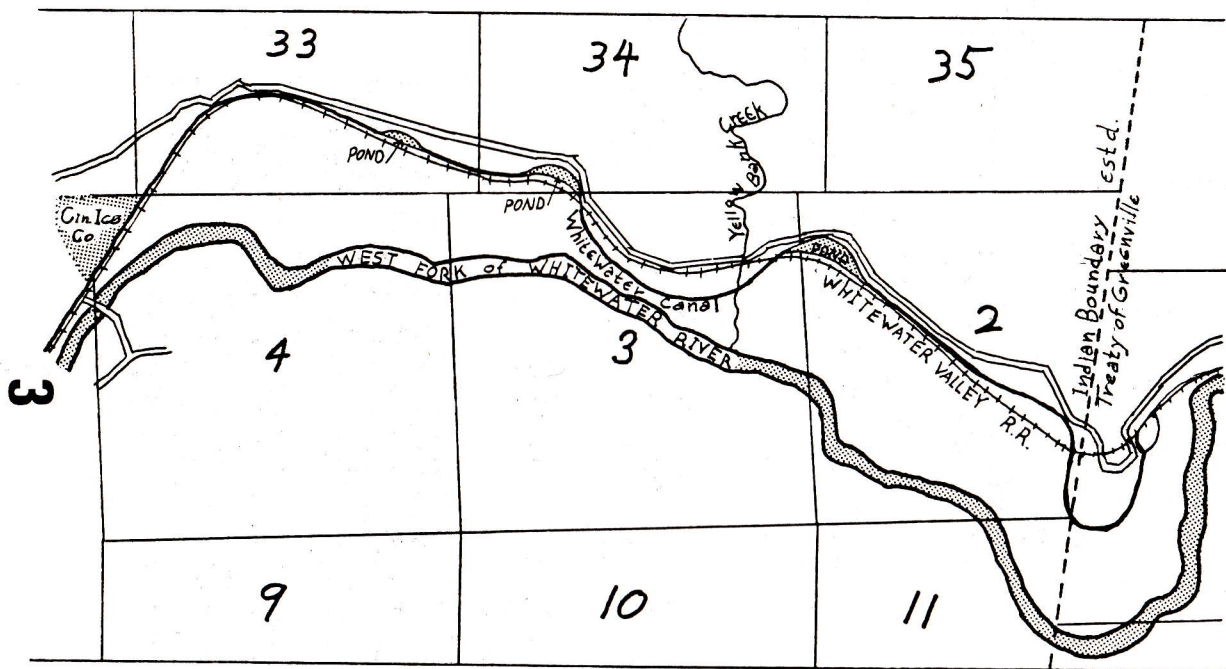 33
34
35
Yellow Bank Creek
POND
POND
Cin Ice
Co
Whitewater Canal
POND
WEST FORK of WHITEWATER RIVER
WHITEWATER VALLEY R.R.
Indian Boundary Estd.
Treaty of Greenville
4
3
2
3
9
10
11